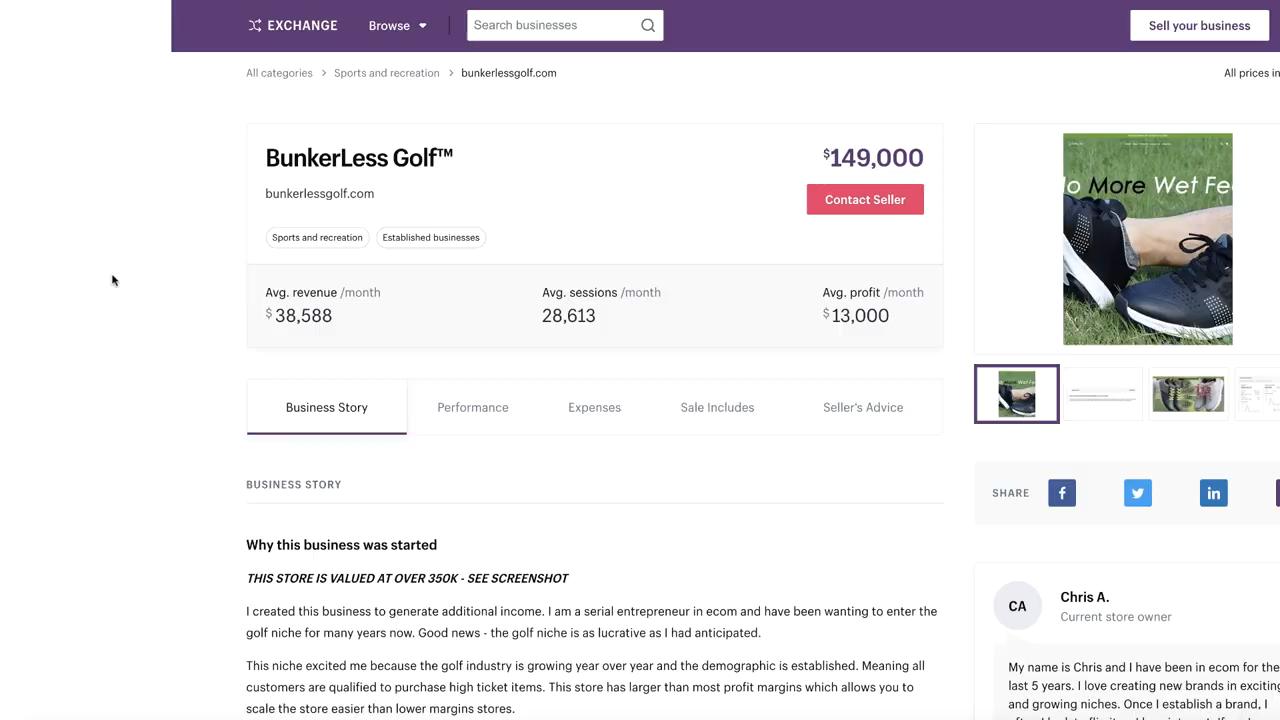 EXCHANGE Browse Search businesses Sell your business
All categories > Sports and recreation > bunkerlessgolf.com All prices in
BunkerLess Golf™ $149,000
bunkerlessgolf.com
Contact Seller
Sports and recreation Established businesses
Avg. revenue /month Avg. sessions /month Avg. profit /month
$38,588 28,613 $13,000
No More Wet Fe
Business Story Performance Expenses Sale Includes Seller's Advice
BUSINESS STORY
SHARE
Why this business was started
THIS STORE IS VALUED AT OVER 350K - SEE SCREENSHOT
I created this business to generate additional income. I am a serial entrepreneur in ecom and have been wanting to enter the
golf niche for many years now. Good news - the golf niche is as lucrative as I had anticipated.
This niche excited me because the golf industry is growing year over year and the demographic is established. Meaning all
customers are qualified to purchase high ticket items. This store has larger than most profit margins which allows you to
scale the store easier than lower margins stores.
CA
Chris A.
Current store owner
My name is Chris and I have been in ecom for the
last 5 years. I love creating new brands in exciting
and growing niches. Once I establish a brand, I